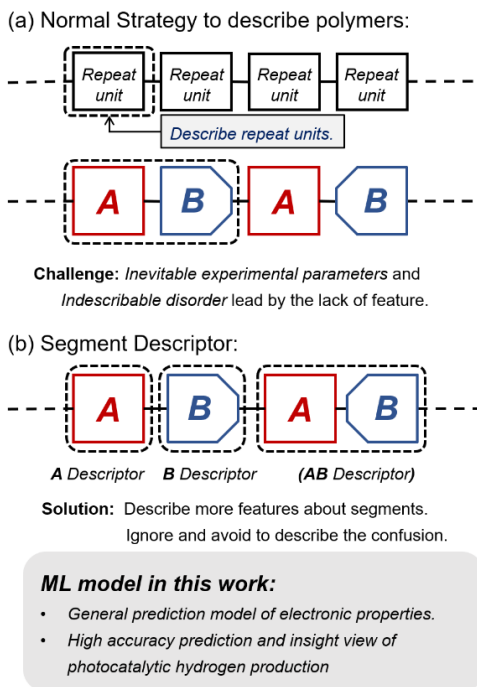 (a) Normal Strategy to describe polymers:
Repeat unit
Repeat unit
Repeat unit
Repeat unit
Describe repeat units.
A B A B
Challenge: Inevitable experimental parameters and
Indescribable disorder lead by the lack of feature.
(b) Segment Descriptor:
A B A B
A Descriptor B Descriptor (AB Descriptor)
Solution: Describe more features about segments.
Ignore and avoid to describe the confusion.
ML model in this work:
• General prediction model of electronic properties.
• High accuracy prediction and insight view of
photocatalytic hydrogen production